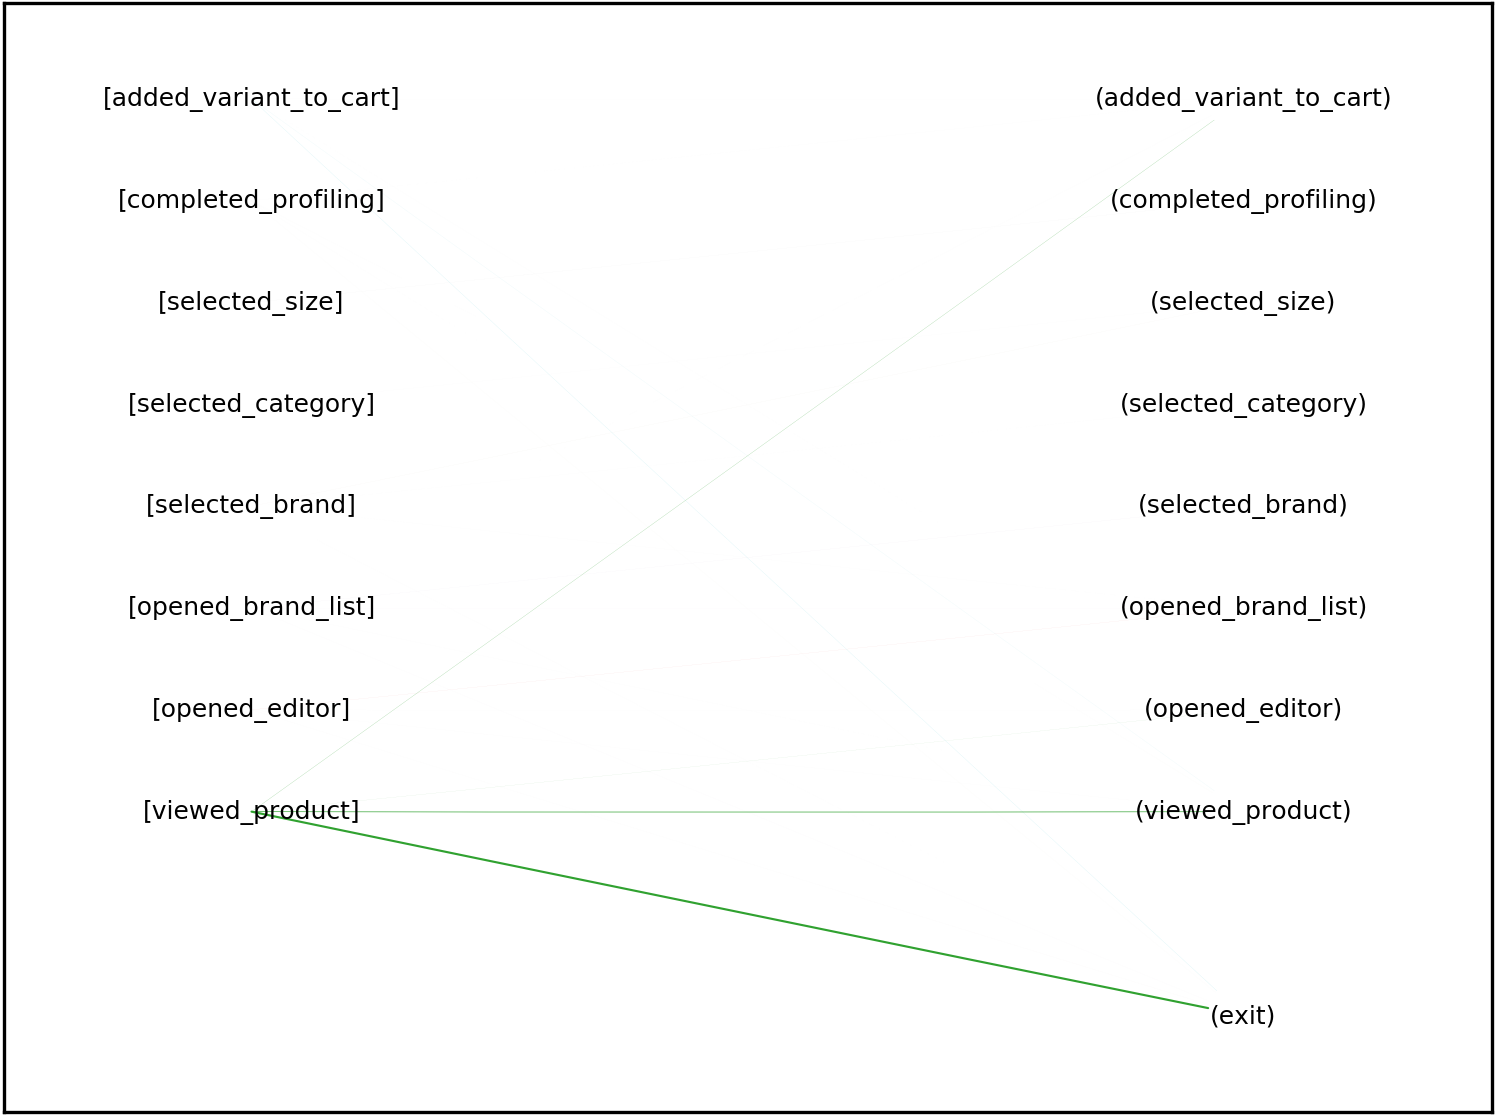 [added_variant_to_cart] (added_variant_to_cart)
[completed_profiling] (completed_profiling)
[selected_size] (selected_size)
[selected_category] (selected_category)
[selected_brand] (selected_brand)
[opened_brand_list] (opened_brand_list)
[opened_editor] (opened_editor)
[viewed_product] (viewed_product)
(exit)